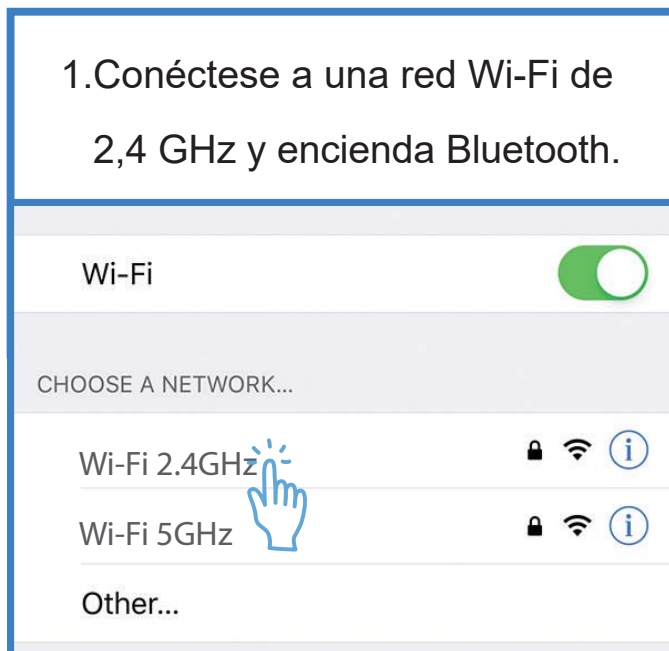 1.Conéctese a una red Wi-Fi de
2,4 GHz y encienda Bluetooth.
Wi-Fi
CHOOSE A NETWORK...
Wi-Fi 2.4GHz
Wi-Fi 5GHz
Other...